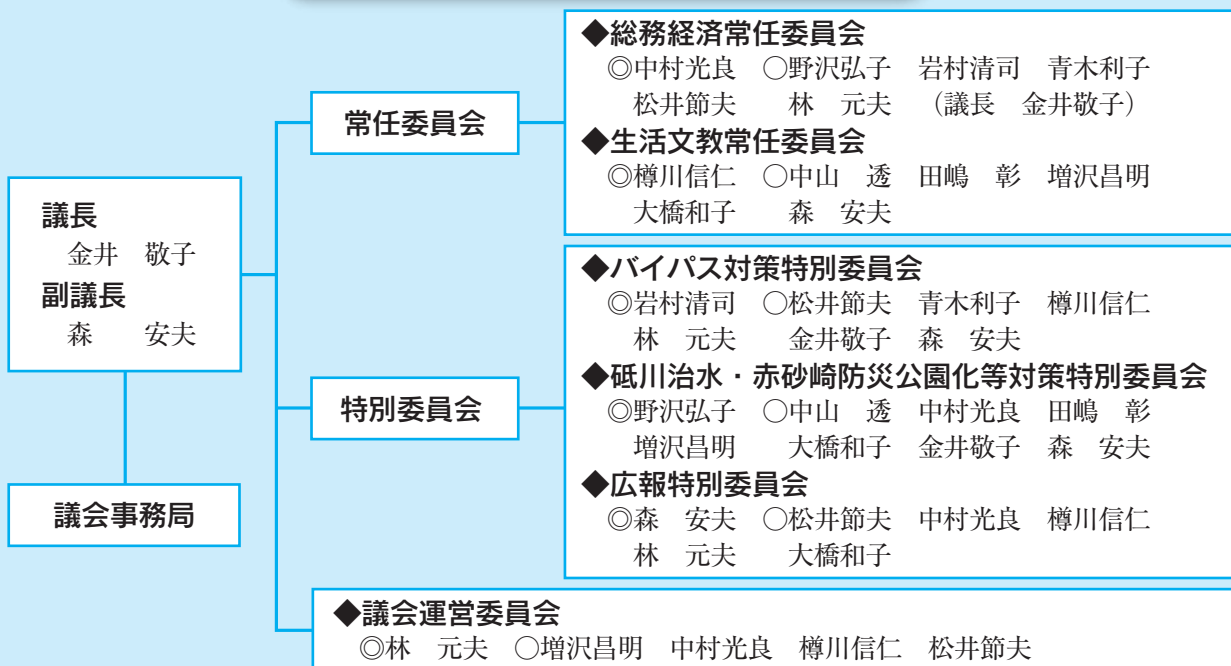 議長
金井　敬子
副議長
森　　安夫
議会事務局
常任委員会
◆総務経済常任委員会
◎中村光良　○野沢弘子　岩村清司　青木利子
松井節夫　　林　元夫　（議長　金井敬子）
◆生活文教常任委員会
◎樽川信仁　○中山　透　田嶋　彰　増沢昌明
大橋和子　　森　安夫
特別委員会
◆バイパス対策特別委員会
◎岩村清司　○松井節夫　青木利子　樽川信仁
林　元夫　　金井敬子　森　安夫
◆砥川治水・赤砂崎防災公園化等対策特別委員会
◎野沢弘子　○中山　透　中村光良　田嶋　彰
増沢昌明　　大橋和子　金井敬子　森　安夫
◆広報特別委員会
◎森　安夫　○松井節夫　中村光良　樽川信仁
林　元夫　　大橋和子
◆議会運営委員会
◎林　元夫　○増沢昌明　中村光良　樽川信仁　松井節夫